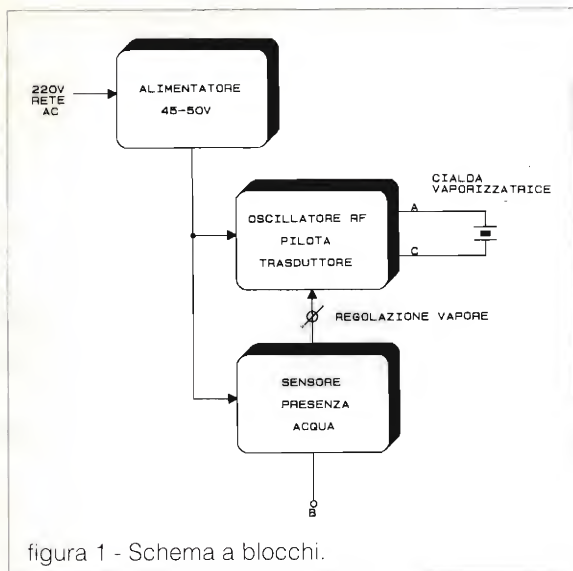 220V
RETE
AC
ALIMENTATORE
45-50V
OSCILLATORE RF
PILOTA
TRASDUTTORE
A
C
CIALDA
VAPORIZZATRICE
REGOLAZIONE VAPORE
SENSORE
PRESENZA
ACQUA
B
figura 1 - Schema a blocchi.